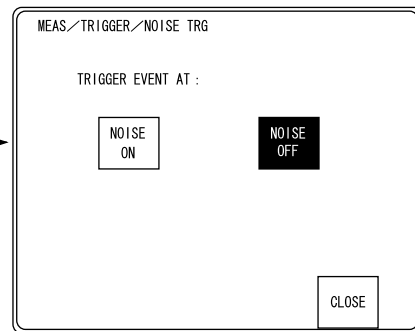 MEAS／TRIGGER／NOISE TRG
TRIGGER EVENT AT :
NOISE
ON
NOISE
OFF
CLOSE